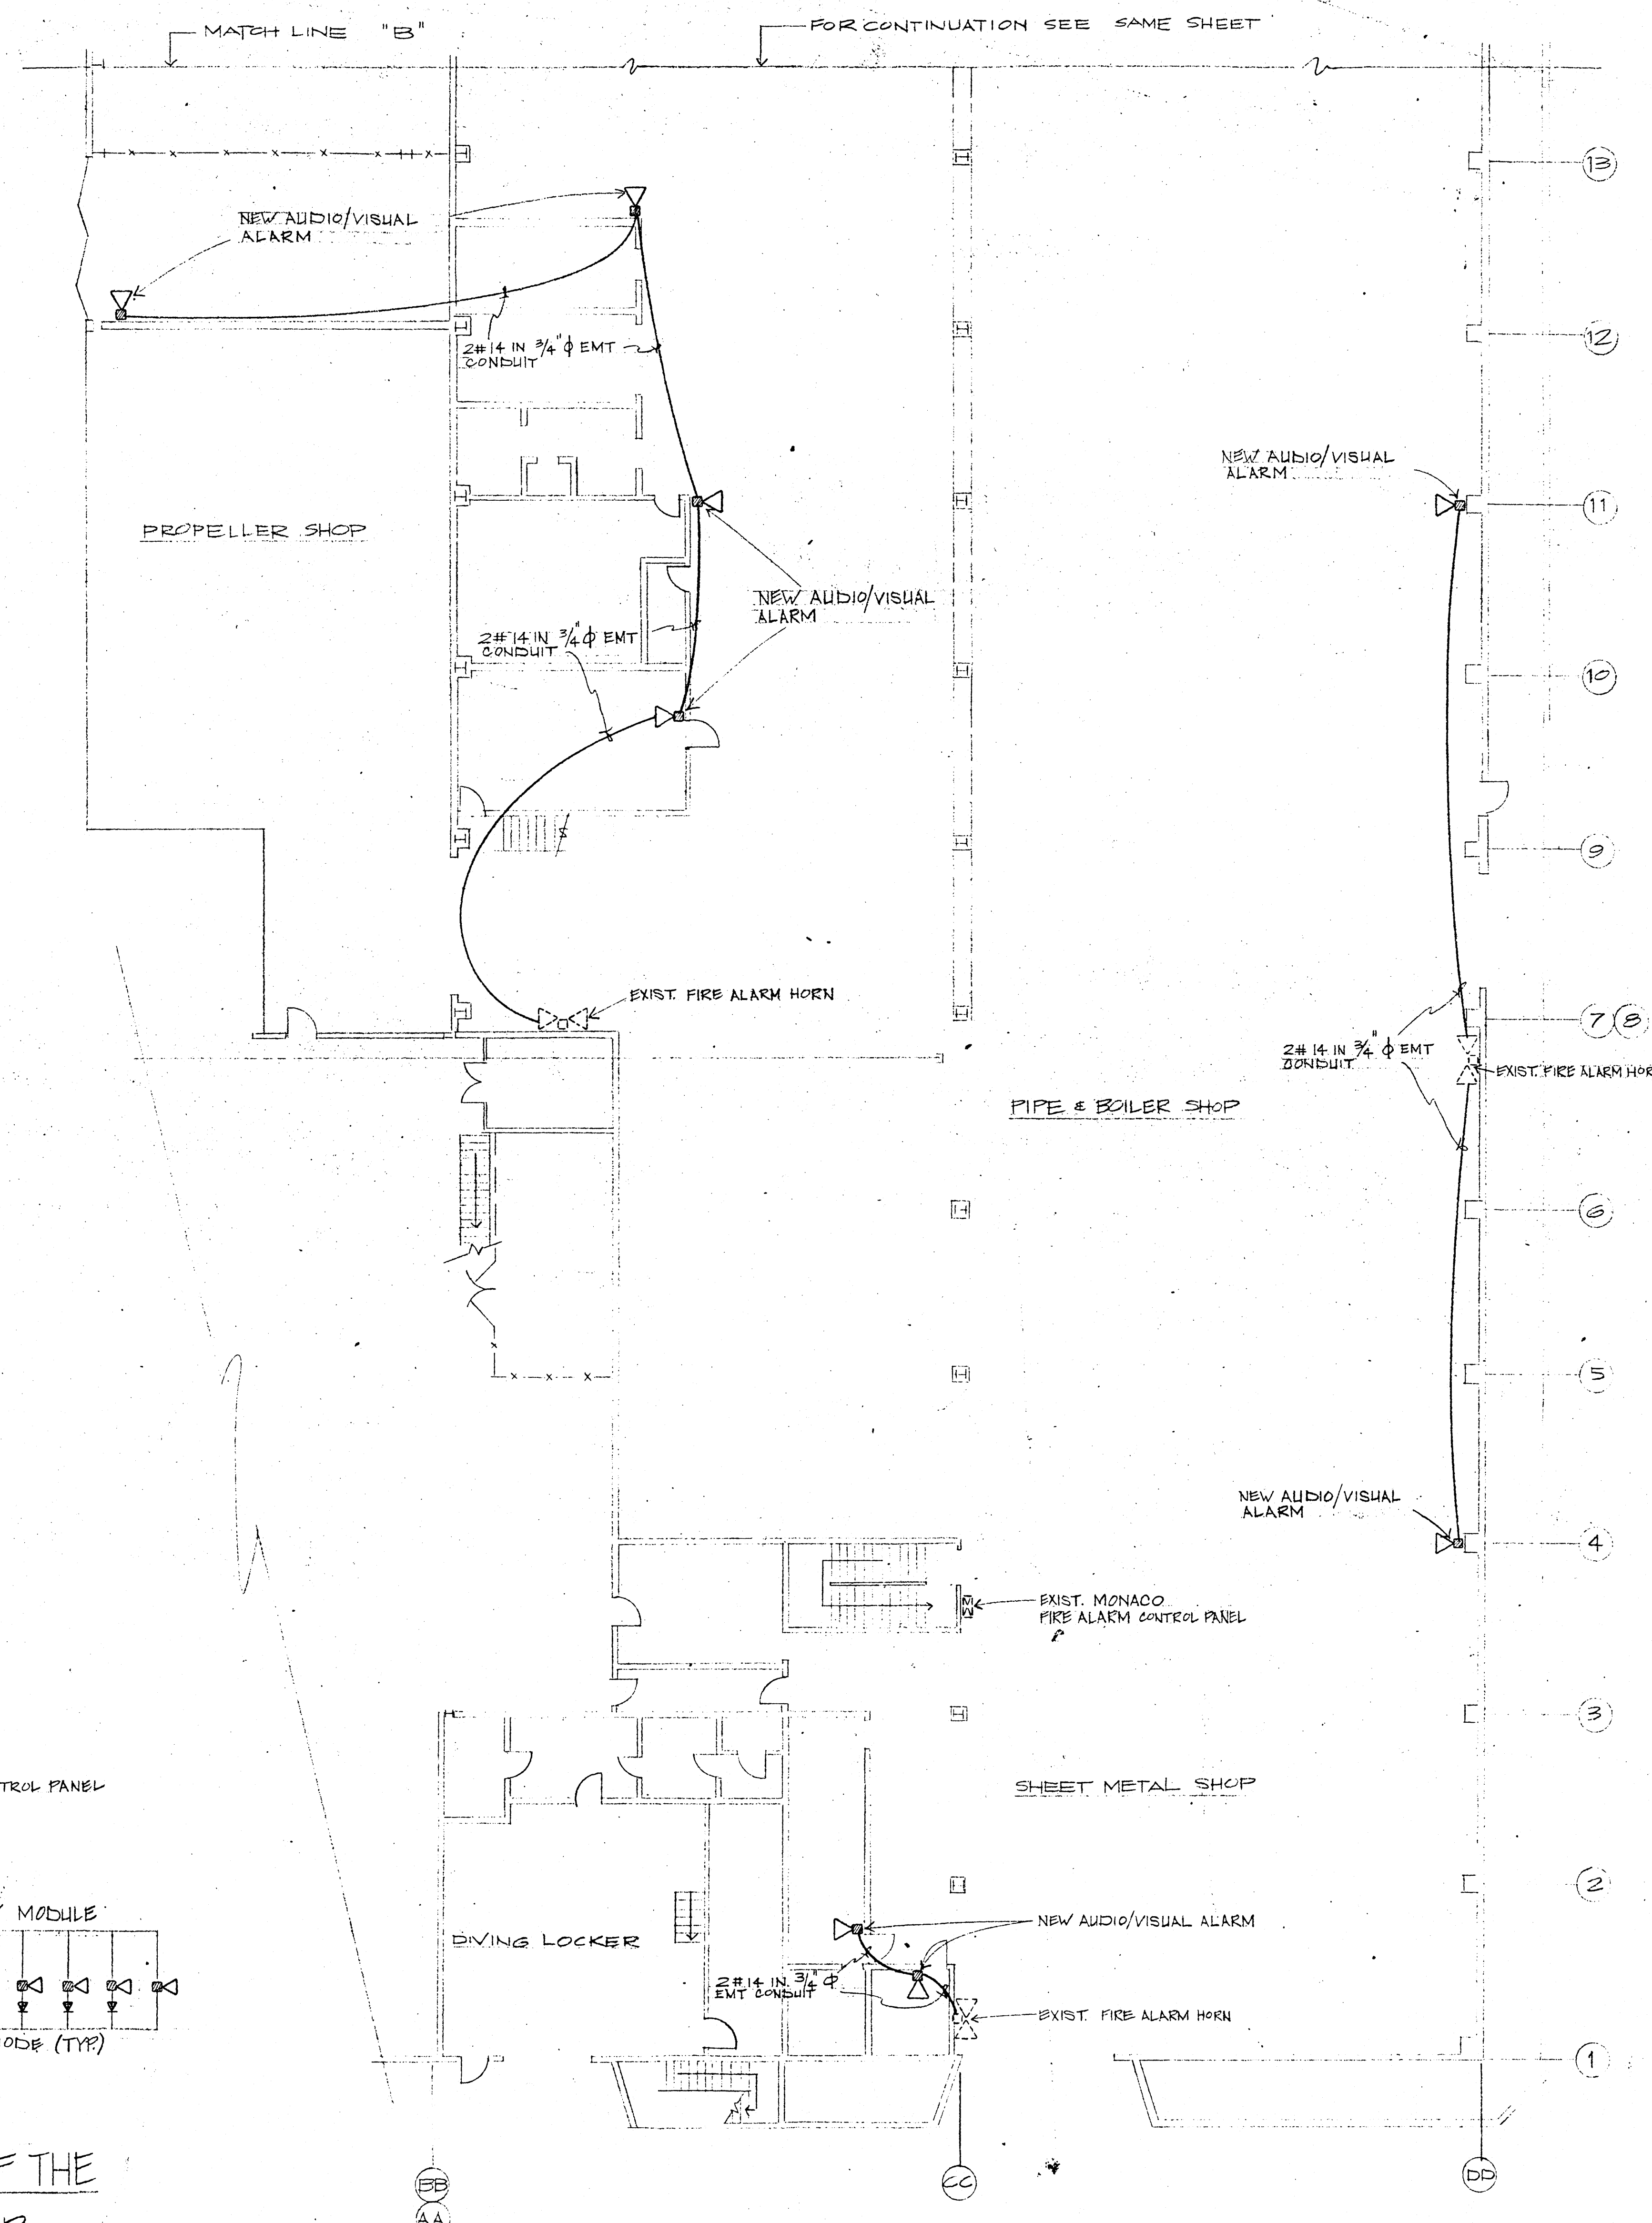 MATCH LINE "B"
FOR CONTINUATION SEE SAME SHEET
13
NEW AUDIO/VISUAL
ALARM
12
2#14 IN 3/4"φ EMT
CONDUIT
NEW AUDIO/VISUAL
ALARM
11
PROPELLER SHOP
NEW AUDIO/VISUAL
ALARM
2#14 IN 3/4"φ EMT
CONDUIT
10
9
EXIST. FIRE ALARM HORN
7 8
2#14 IN 3/4"φ EMT
CONDUIT
EXIST. FIRE ALARM HOR
PIPE & BOILER SHOP
6
5
NEW AUDIO/VISUAL
ALARM
4
EXIST. MONACO
FIRE ALARM CONTROL PANEL
3
TROL PANEL
SHEET METAL SHOP
2
MODULE
NEW AUDIO/VISUAL ALARM
DIVING LOCKER
2#14 IN 3/4"φ
EMT CONDUIT
EXIST. FIRE ALARM HORN
ODE (TYP.)
1
F THE
BB
CC
DD
AA